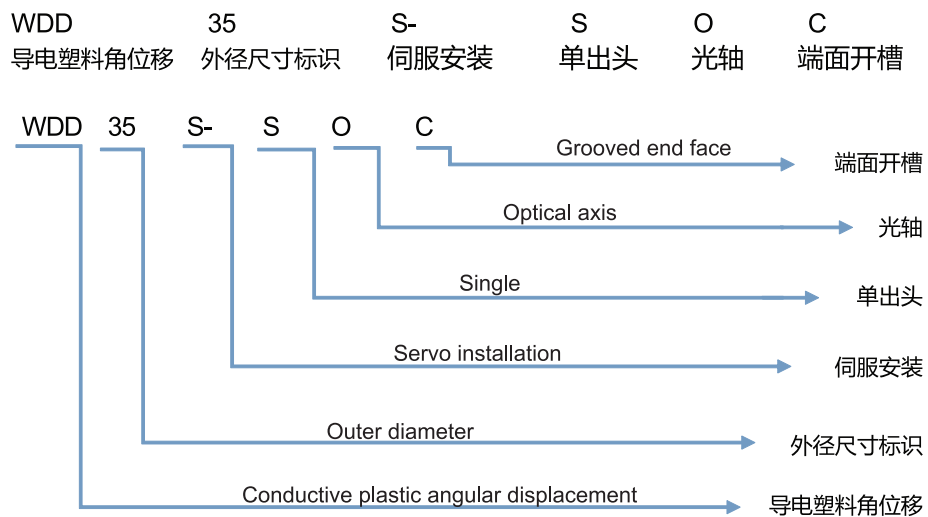 WDD 35 S- S O C
导电塑料角位移 外径尺寸标识 伺服安装 单出头 光轴 端面开槽
WDD 35 S- S O C
Grooved end face 端面开槽
Optical axis 光轴
Single 单出头
Servo installation 伺服安装
Outer diameter 外径尺寸标识
Conductive plastic angular displacement 导电塑料角位移